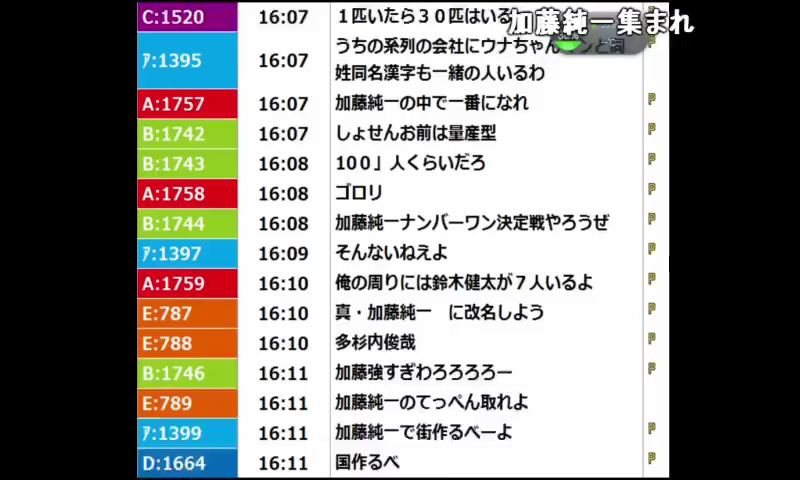 加藤純一集まれ
C:1520 16:07 1匹いたら30匹はいる
ｱ:1395 16:07 うちの系列の会社にウナちゃん
姓同名漢字も一緒の人いるわ
A:1757 16:07 加藤純一の中で一番になれ P
B:1742 16:07 しょせんお前は量産型 P
B:1743 16:08 100」人くらいだろ P
A:1758 16:08 ゴロリ P
B:1744 16:08 加藤純一ナンバーワン決定戦やろうぜ P
ｱ:1397 16:09 そんないねえよ P
A:1759 16:10 俺の周りには鈴木健太が７人いるよ P
E:787 16:10 真・加藤純一　に改名しよう P
E:788 16:10 多杉内俊哉 P
B:1746 16:11 加藤強すぎわろろろろー P
E:789 16:11 加藤純一のてっぺん取れよ
ｱ:1399 16:11 加藤純一で街作るべーよ P
D:1664 16:11 国作るべ P